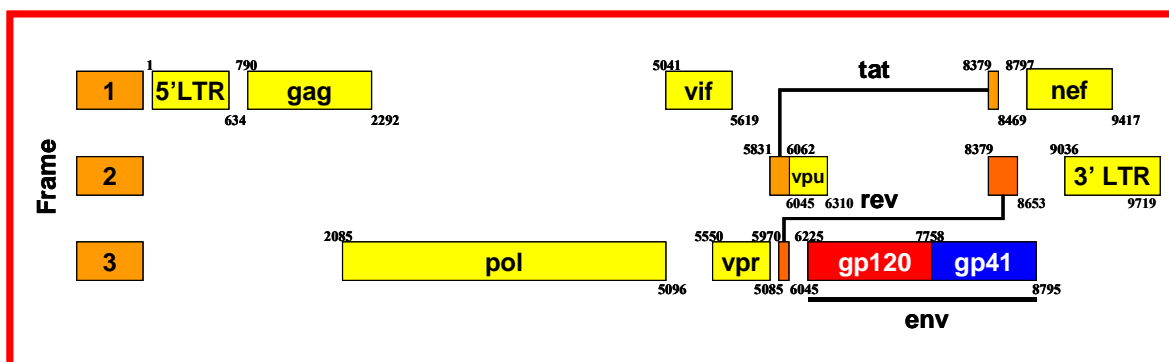 1 790 5041 tat 8379 8797
1 5'LTR gag vif nef
634 2292 5619 8469 9417
Frame
5831 6062 8379 9036
2 vpu 3' LTR
6045 6310 rev 8653 9719
2085 5550 5970 6225 7758
3 pol vpr gp120 gp41
5096 5085 6045 8795
env